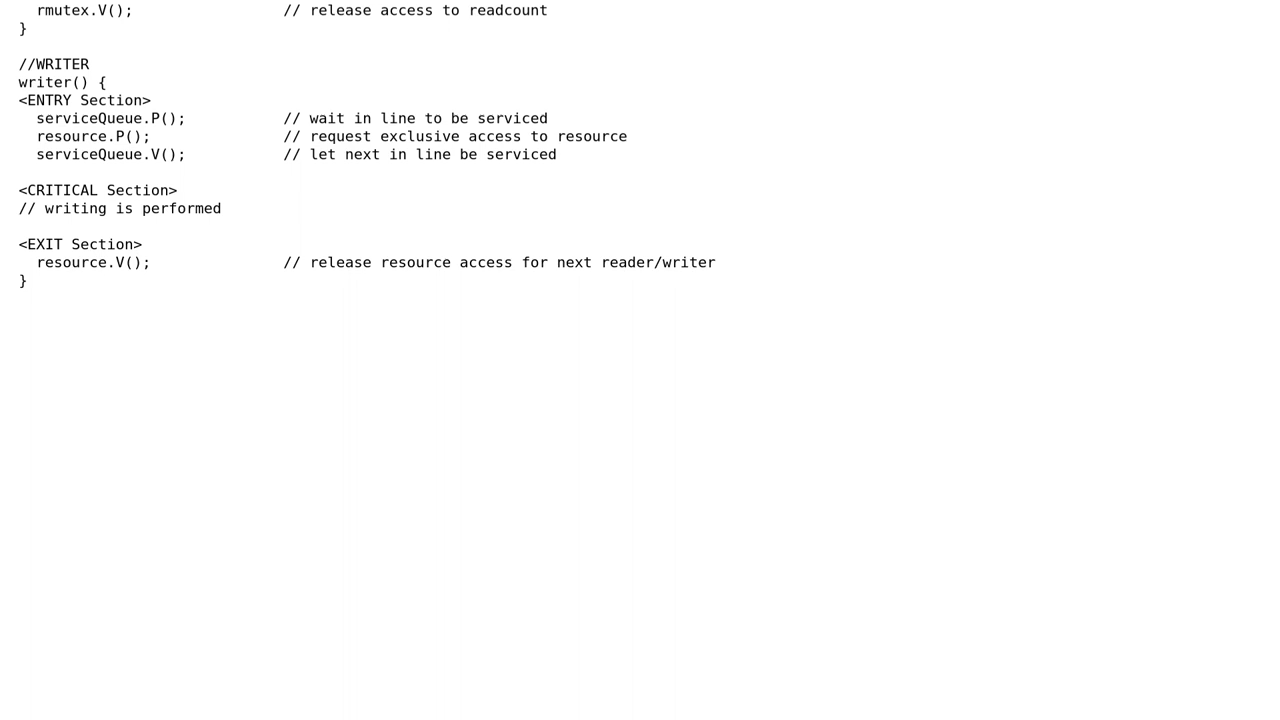 rmutex.V();                 // release access to readcount
}

//WRITER
writer() {
<ENTRY Section>
  serviceQueue.P();           // wait in line to be serviced
  resource.P();               // request exclusive access to resource
  serviceQueue.V();           // let next in line be serviced

<CRITICAL Section>
// writing is performed

<EXIT Section>
  resource.V();               // release resource access for next reader/writer
}